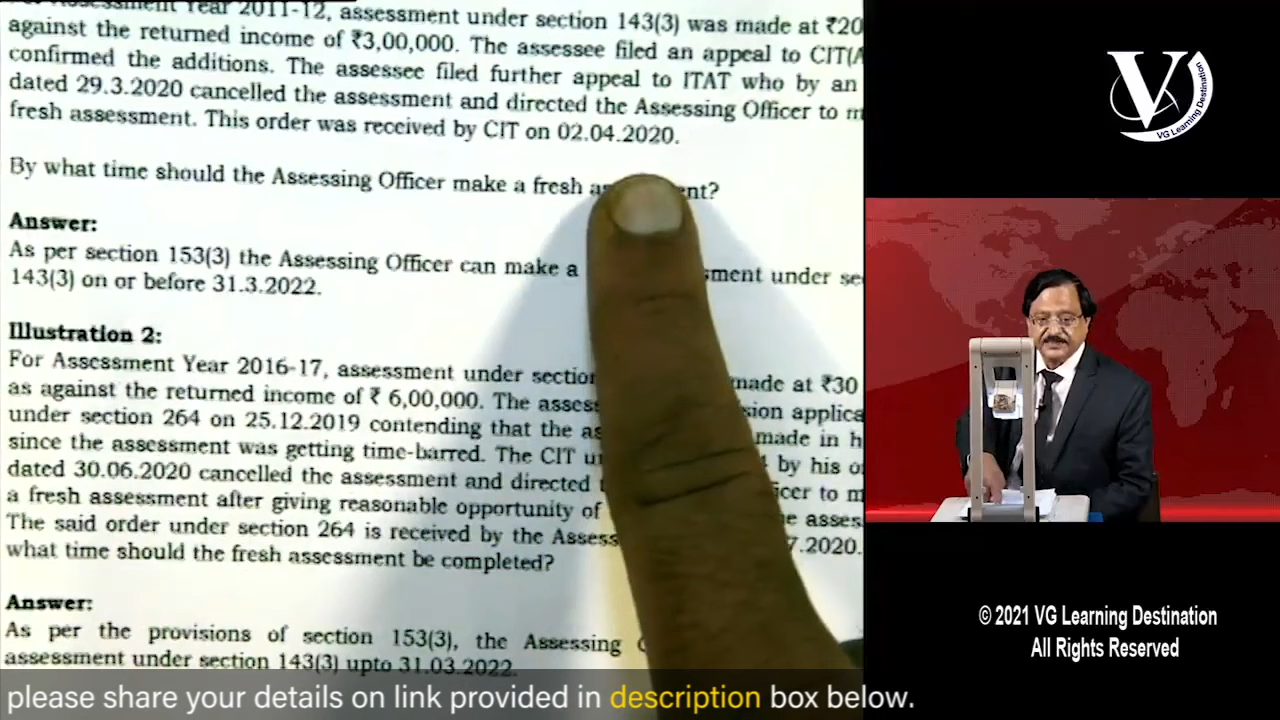 Assessment Year 2011-12, assessment under section 143(3) was made at ₹20
against the returned income of ₹3,00,000. The assessee filed an appeal to CIT(A
confirmed the additions. The assessee filed further appeal to ITAT who by an
dated 29.3.2020 cancelled the assessment and directed the Assessing Officer to m
fresh assessment. This order was received by CIT on 02.04.2020.
By what time should the Assessing Officer make a fresh as nt?
Answer:
As per section 153(3) the Assessing Officer can make a sment under se
143(3) on or before 31.3.2022.
Illustration 2:
For Assessment Year 2016-17, assessment under section made at ₹30
as against the returned income of ₹ 6,00,000. The assess sion applica
under section 264 on 25.12.2019 contending that the as made in h
since the assessment was getting time-barred. The CIT u by his o
dated 30.06.2020 cancelled the assessment and directed icer to m
a fresh assessment after giving reasonable opportunity of e asses
The said order under section 264 is received by the Assess 7.2020.
what time should the fresh assessment be completed?
Answer:
As per the provisions of section 153(3), the Assessing
assessment under section 143(3) upto 31.03.2022.
please share your details on link provided in description box below.
V
VG Learning Destination
© 2021 VG Learning Destination
All Rights Reserved